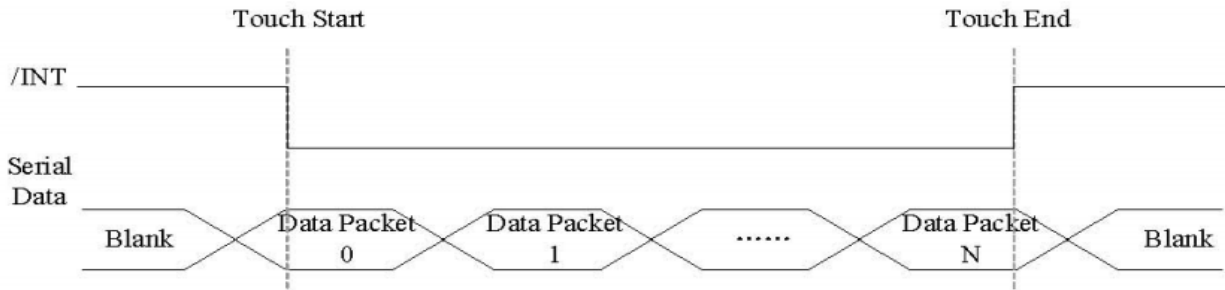 Touch Start
Touch End
/INT
Serial
Data
Blank
Data Packet
0
Data Packet
1
......
Data Packet
N
Blank